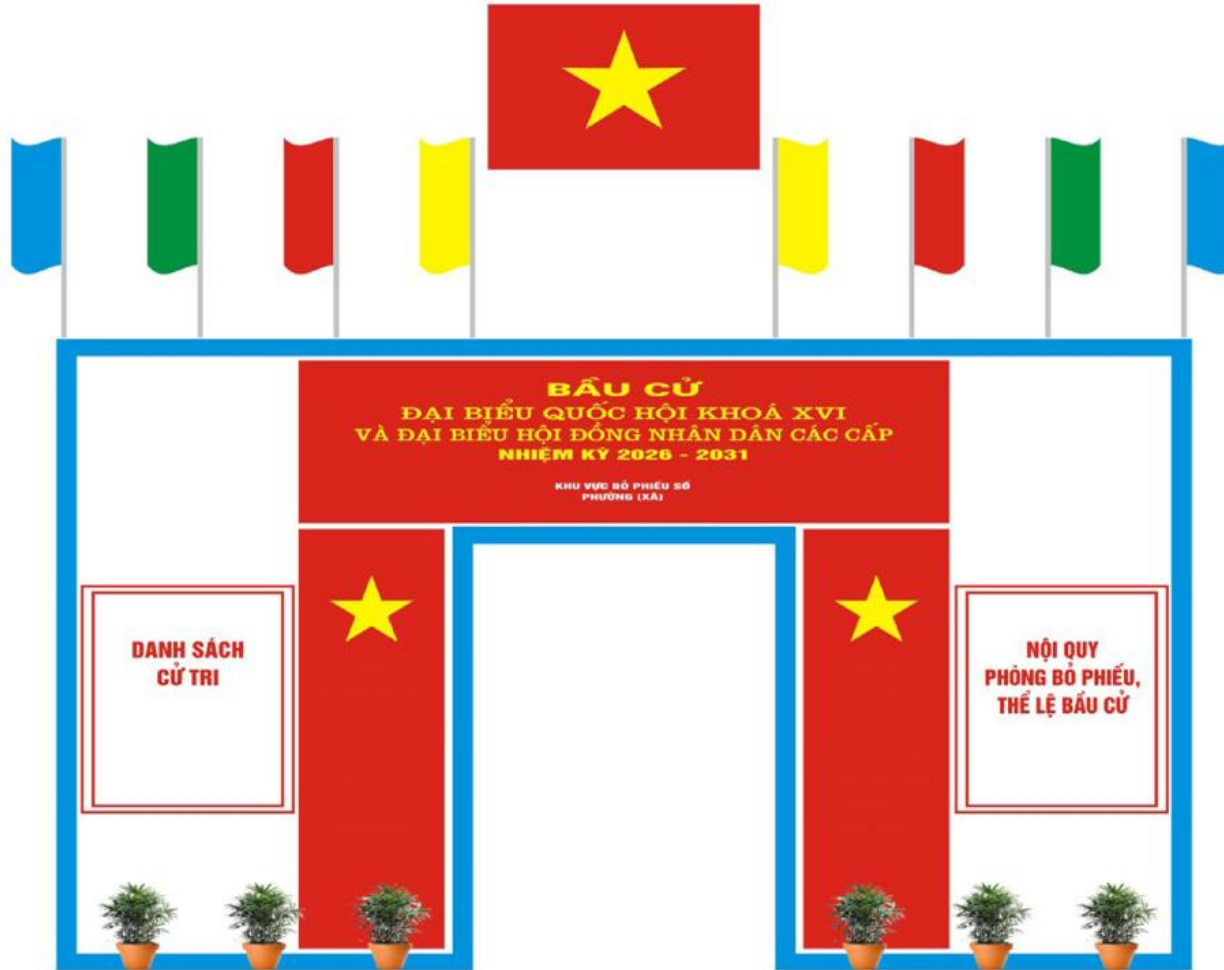 BẦU CỬ
ĐẠI BIỂU QUỐC HỘI KHOÁ XVI
VÀ ĐẠI BIỂU HỘI ĐỒNG NHÂN DÂN CÁC CẤP
NHIỆM KỲ 2026 - 2031
KHU VỰC BỎ PHIẾU SỐ
PHƯỜNG (XÃ)
DANH SÁCH
CỬ TRI
NỘI QUY
PHÒNG BỎ PHIẾU,
THỂ LỆ BẦU CỬ